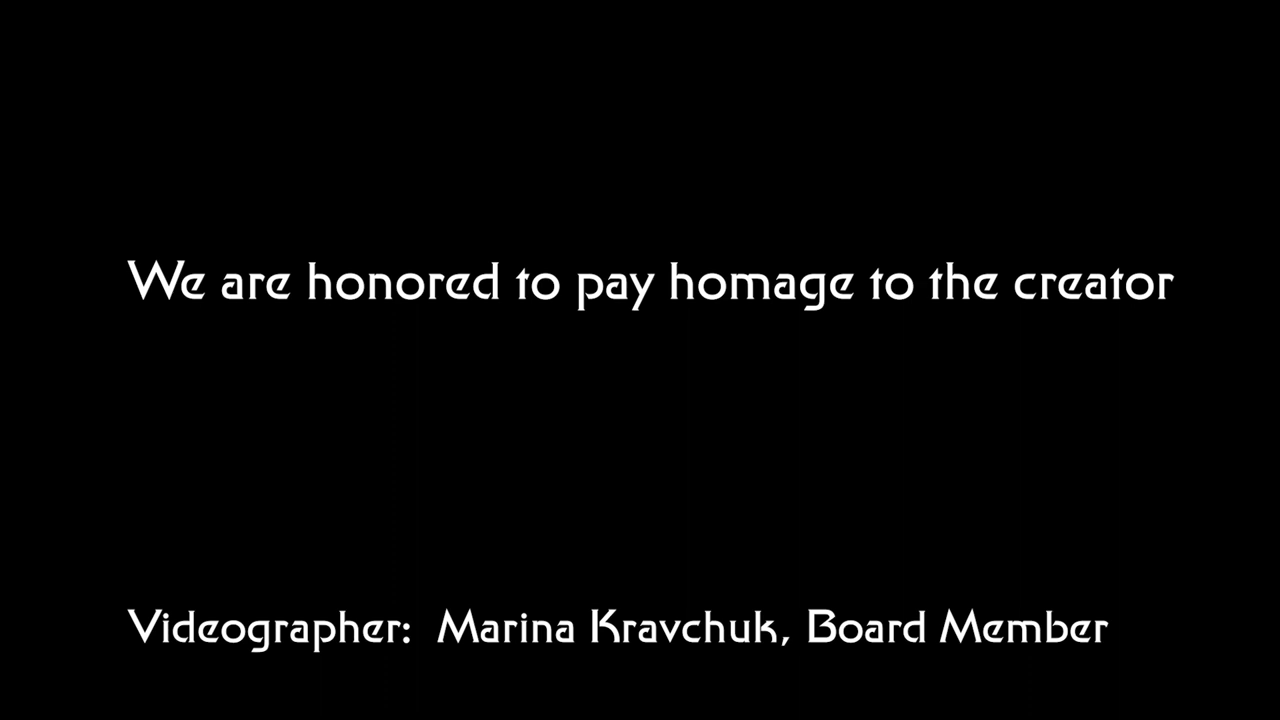 We are honored to pay homage to the creator
Videographer:  Marina Kravchuk, Board Member